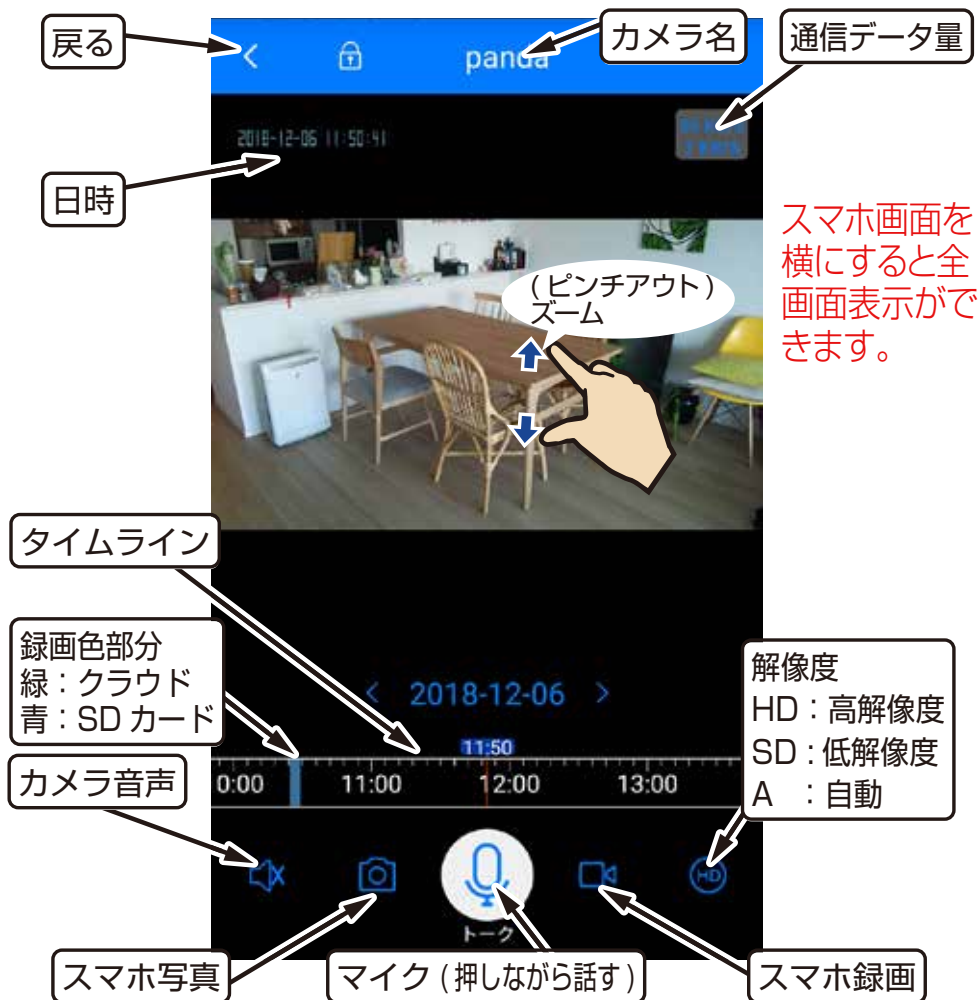 戻る
カメラ名
通信データ量
panda
2018-12-06 11:50:41
日時
スマホ画面を
横にすると全
画面表示がで
きます。
(ピンチアウト)
ズーム
タイムライン
録画色部分
緑：クラウド
青：SDカード
解像度
HD：高解像度
SD：低解像度
A　：自動
< 2018-12-06 >
11:50
0:00 11:00 12:00 13:00
カメラ音声
HD
トーク
スマホ写真
マイク(押しながら話す)
スマホ録画